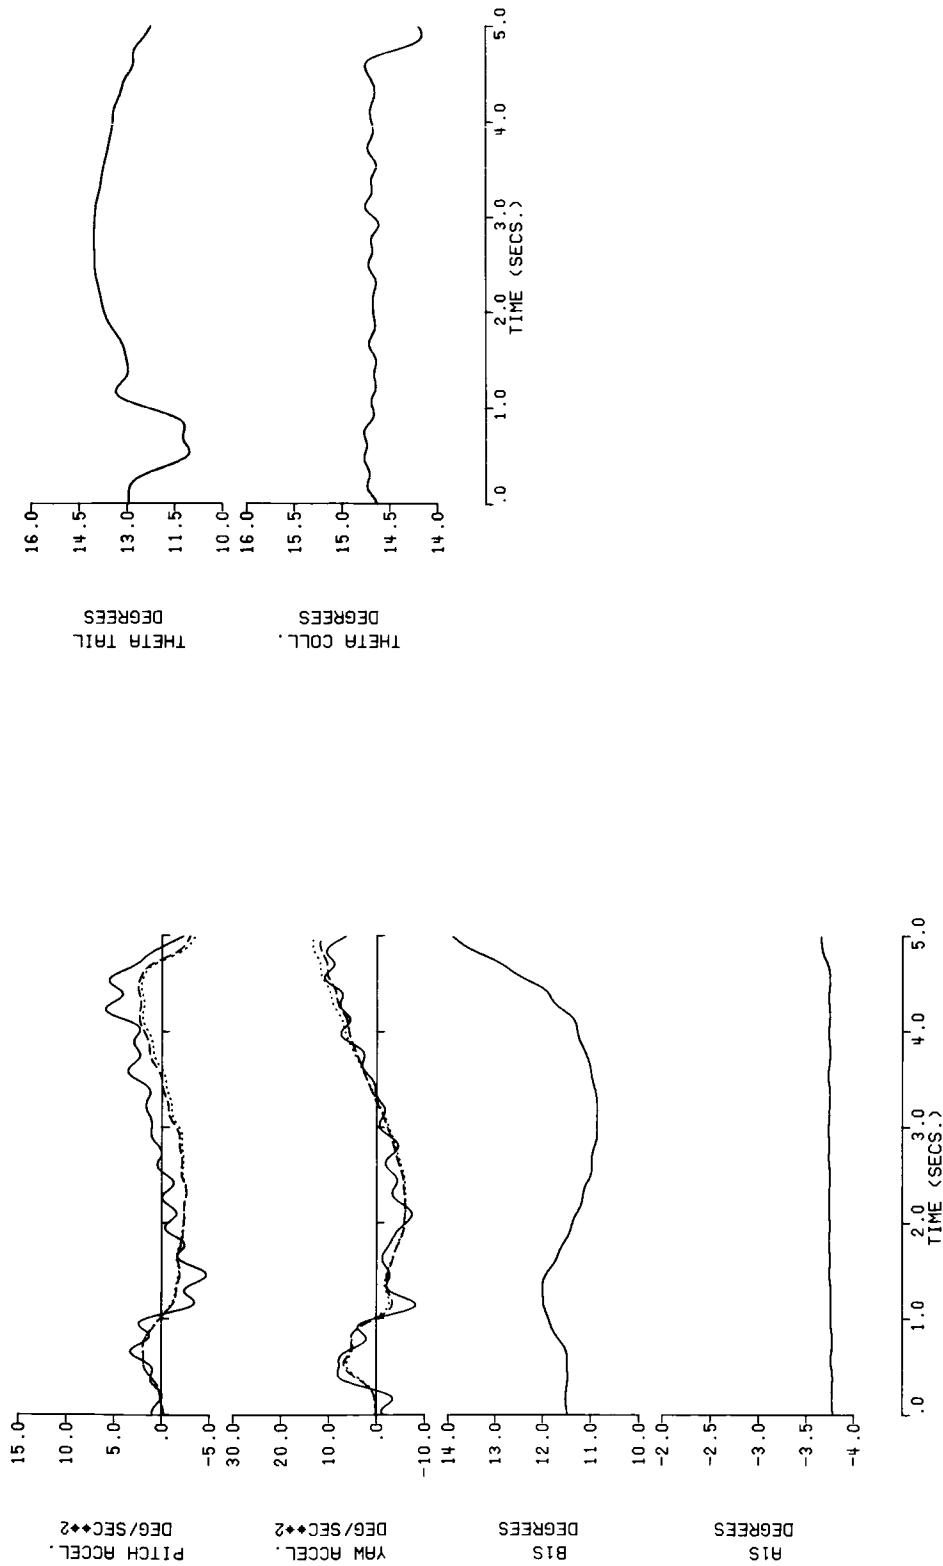 PITCH ACCEL.
DEG/SEC**2
15.0
10.0
5.0
.0
-5.0
YAW ACCEL.
DEG/SEC**2
30.0
20.0
10.0
.0
-10.0
B1S
DEGREES
14.0
13.0
12.0
11.0
10.0
A1S
DEGREES
-2.0
-2.5
-3.0
-3.5
-4.0
.0 1.0 2.0 3.0 4.0 5.0
TIME (SECS.)
THETA TAIL
DEGREES
16.0
14.5
13.0
11.5
10.0
THETA COLL.
DEGREES
16.0
15.5
15.0
14.5
14.0
.0 1.0 2.0 3.0 4.0 5.0
TIME (SECS.)